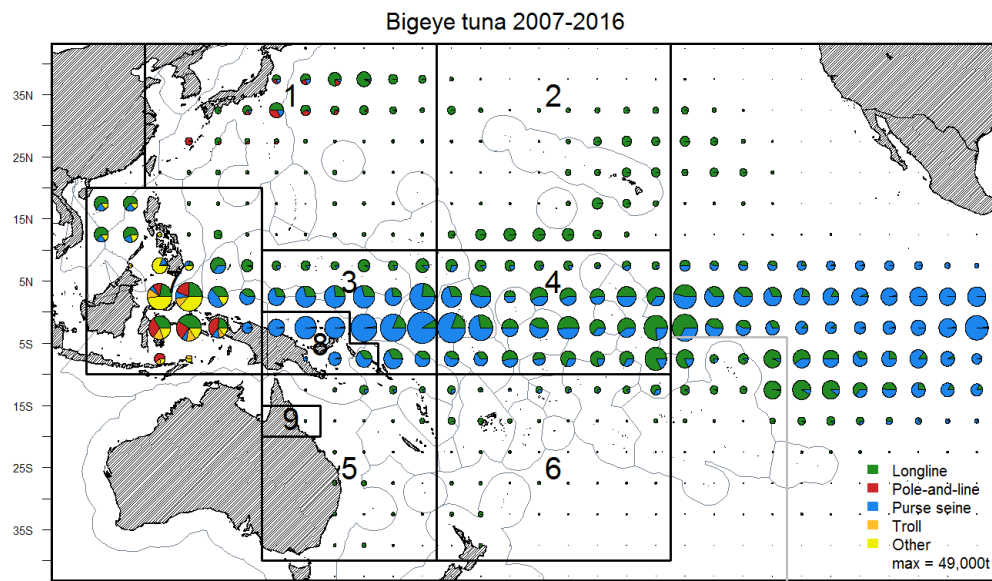 Bigeye tuna 2007-2016
35N
25N
15N
5N
5S
15S
25S
35S
1
2
3
4
7
8
9
5
6
Longline
Pole-and-line
Purse seine
Troll
Other
max = 49,000t